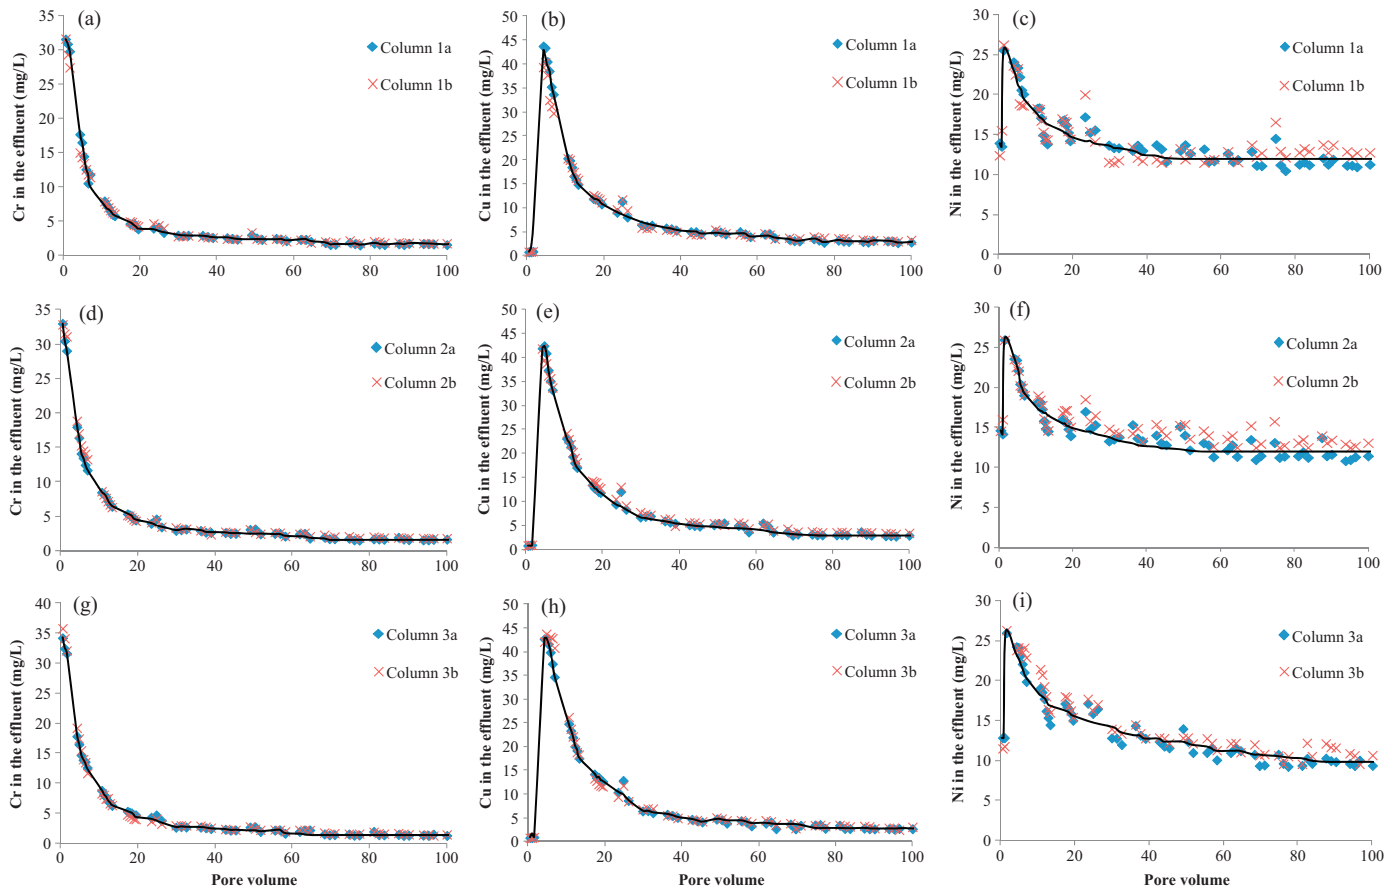 (a)
Cr in the effluent (mg/L)
35
30
25
20
15
10
5
0
0 20 40 60 80 100
Column 1a
Column 1b
(b)
Cu in the effluent (mg/L)
50
45
40
35
30
25
20
15
10
5
0
0 20 40 60 80 100
Column 1a
Column 1b
(c)
Ni in the effluent (mg/L)
30
25
20
15
10
5
0
0 20 40 60 80 100
Column 1a
Column 1b
(d)
Cr in the effluent (mg/L)
35
30
25
20
15
10
5
0
0 20 40 60 80 100
Column 2a
Column 2b
(e)
Cu in the effluent (mg/L)
50
45
40
35
30
25
20
15
10
5
0
0 20 40 60 80 100
Column 2a
Column 2b
(f)
Ni in the effluent (mg/L)
30
25
20
15
10
5
0
0 20 40 60 80 100
Column 2a
Column 2b
(g)
Cr in the effluent (mg/L)
40
35
30
25
20
15
10
5
0
0 20 40 60 80 100
Column 3a
Column 3b
Pore volume
(h)
Cu in the effluent (mg/L)
50
45
40
35
30
25
20
15
10
5
0
0 20 40 60 80 100
Column 3a
Column 3b
Pore volume
(i)
Ni in the effluent (mg/L)
30
25
20
15
10
5
0
0 20 40 60 80 100
Column 3a
Column 3b
Pore volume